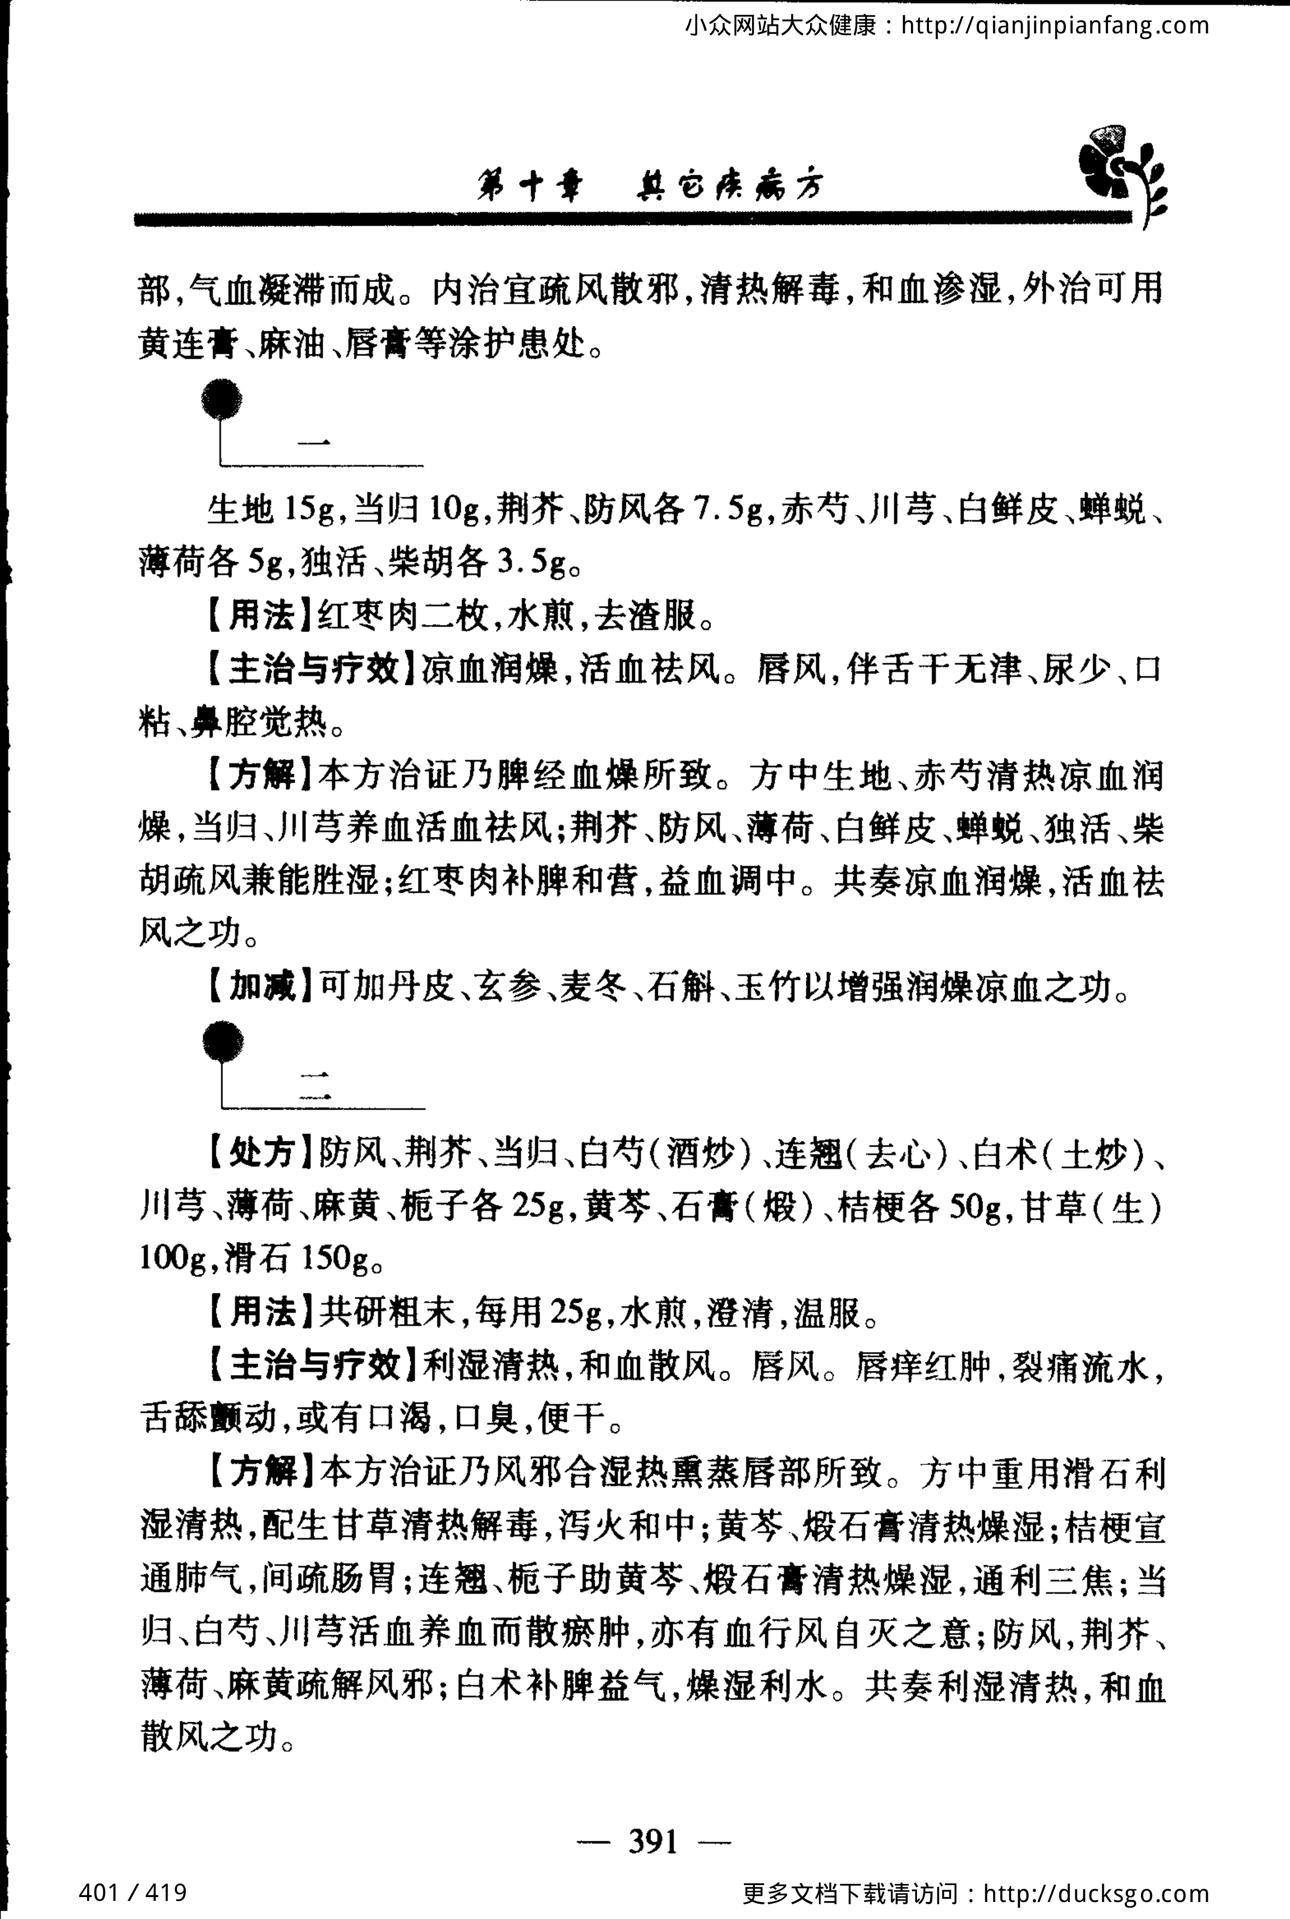 小众网站大众健康：http://qianjinpianfang.com
第十章 其它疾病方
部,气血凝滞而成。内治宜疏风散邪,清热解毒,和血渗湿,外治可用
黄连膏、麻油、唇膏等涂护患处。
一
生地 15g,当归 10g,荆芥、防风各 7.5g,赤芍、川芎、白鲜皮、蝉蜕、
薄荷各 5g,独活、柴胡各 3.5g。
【用法】红枣肉二枚,水煎,去渣服。
【主治与疗效】凉血润燥,活血祛风。唇风,伴舌干无津、尿少、口
粘、鼻腔觉热。
【方解】本方治证乃脾经血燥所致。方中生地、赤芍清热凉血润
燥,当归、川芎养血活血祛风;荆芥、防风、薄荷、白鲜皮、蝉蜕、独活、柴
胡疏风兼能胜湿;红枣肉补脾和营,益血调中。共奏凉血润燥,活血祛
风之功。
【加减】可加丹皮、玄参、麦冬、石斛、玉竹以增强润燥凉血之功。
二
【处方】防风、荆芥、当归、白芍(酒炒)、连翘(去心)、白术(土炒)、
川芎、薄荷、麻黄、栀子各 25g,黄芩、石膏(煅)、桔梗各 50g,甘草(生)
100g,滑石 150g。
【用法】共研粗末,每用 25g,水煎,澄清,温服。
【主治与疗效】利湿清热,和血散风。唇风。唇痒红肿,裂痛流水,
舌舔颤动,或有口渴,口臭,便干。
【方解】本方治证乃风邪合湿热熏蒸唇部所致。方中重用滑石利
湿清热,配生甘草清热解毒,泻火和中;黄芩、煅石膏清热燥湿;桔梗宣
通肺气,间疏肠胃;连翘、栀子助黄芩、煅石膏清热燥湿,通利三焦;当
归、白芍、川芎活血养血而散瘀肿,亦有血行风自灭之意;防风,荆芥、
薄荷、麻黄疏解风邪;白术补脾益气,燥湿利水。共奏利湿清热,和血
散风之功。
— 391 —
401 / 419
更多文档下载请访问：http://ducksgo.com